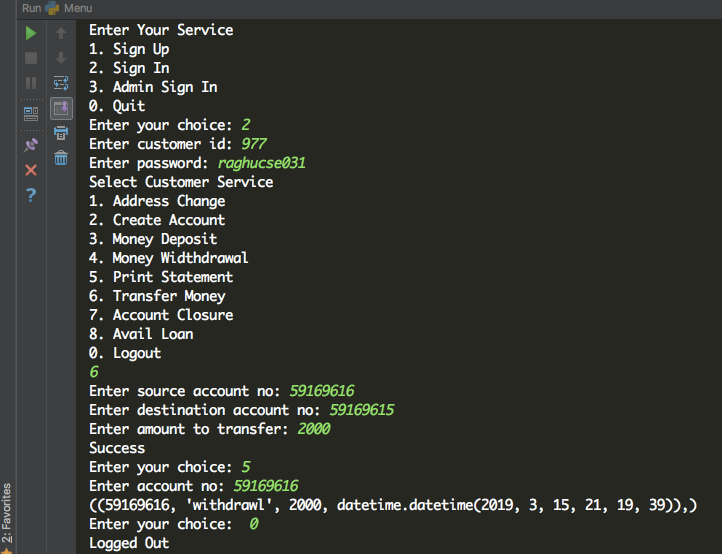 Run Menu
Enter Your Service
1. Sign Up
2. Sign In
3. Admin Sign In
0. Quit
Enter your choice: 2
Enter customer id: 977
Enter password: raghucse031
Select Customer Service
1. Address Change
2. Create Account
3. Money Deposit
4. Money Widthdrawal
5. Print Statement
6. Transfer Money
7. Account Closure
8. Avail Loan
0. Logout
6
Enter source account no: 59169616
Enter destination account no: 59169615
Enter amount to transfer: 2000
Success
Enter your choice: 5
Enter account no: 59169616
((59169616, 'withdrawl', 2000, datetime.datetime(2019, 3, 15, 21, 19, 39)),)
Enter your choice:  0
Logged Out
2: Favorites